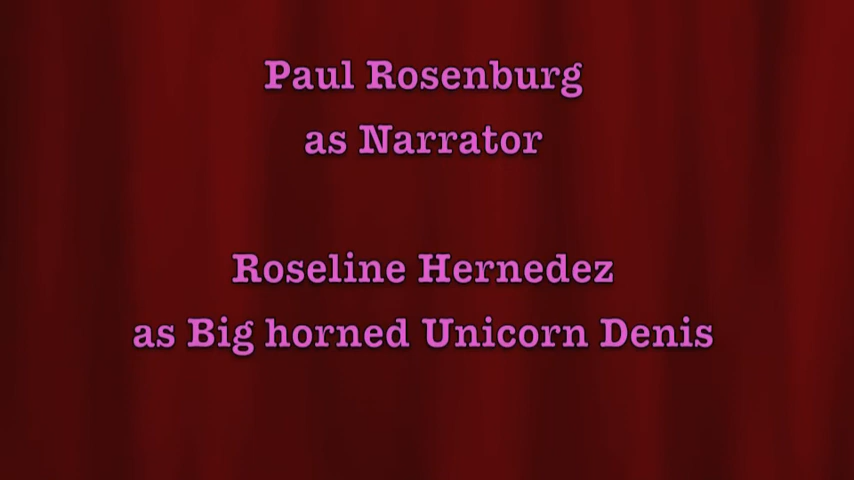 Paul Rosenburg
as Narrator
Roseline Hernedez
as Big horned Unicorn Denis